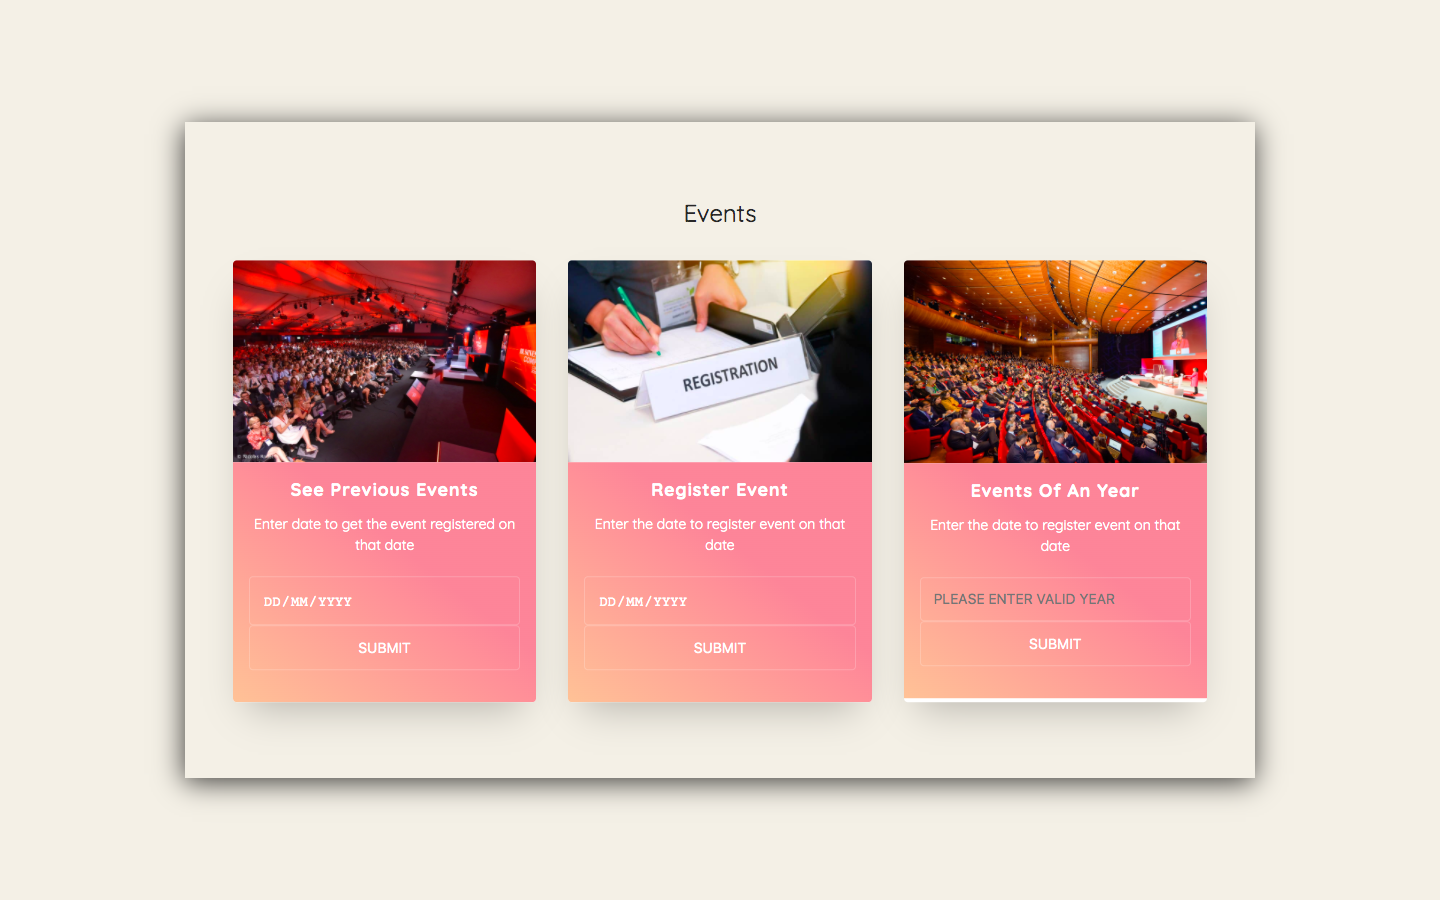 Events
REGISTRATION
See Previous Events
Enter date to get the event registered on
that date
DD/MM/YYYY
SUBMIT
Register Event
Enter the date to register event on that
date
DD/MM/YYYY
SUBMIT
Events Of An Year
Enter the date to register event on that
date
PLEASE ENTER VALID YEAR
SUBMIT